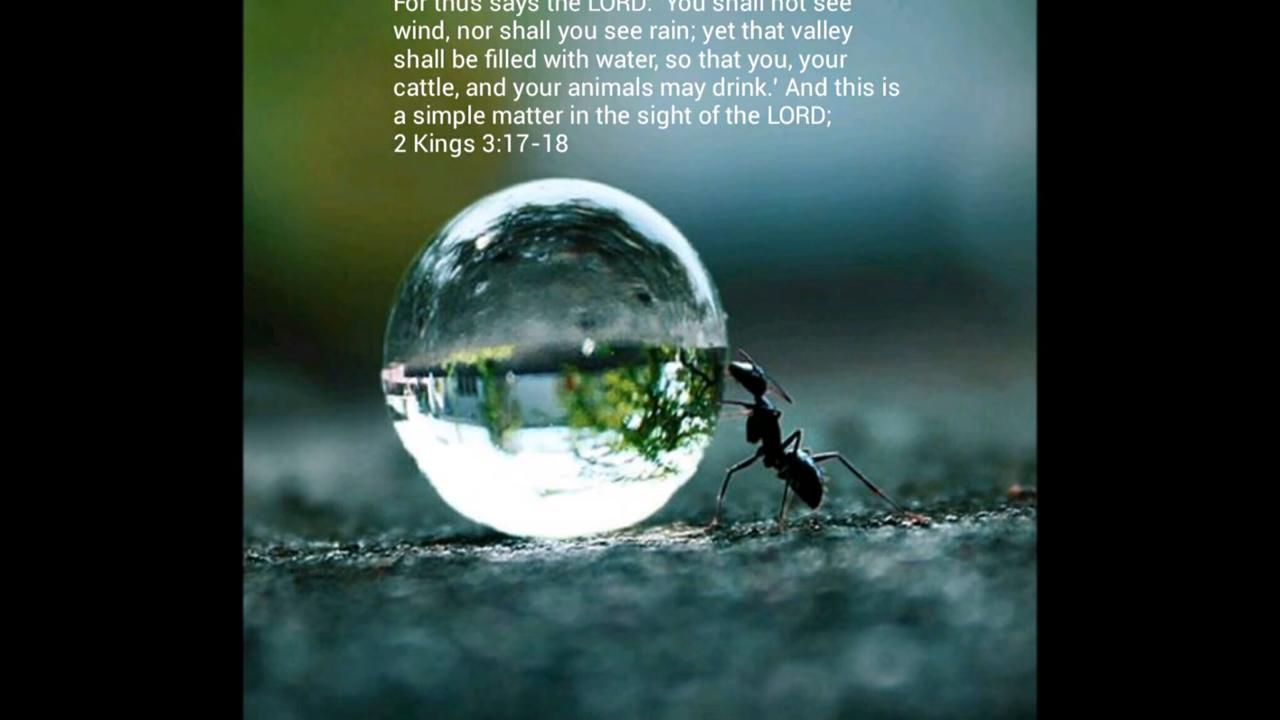 For thus says the LORD: 'You shall not see
wind, nor shall you see rain; yet that valley
shall be filled with water, so that you, your
cattle, and your animals may drink.' And this is
a simple matter in the sight of the LORD;
2 Kings 3:17-18